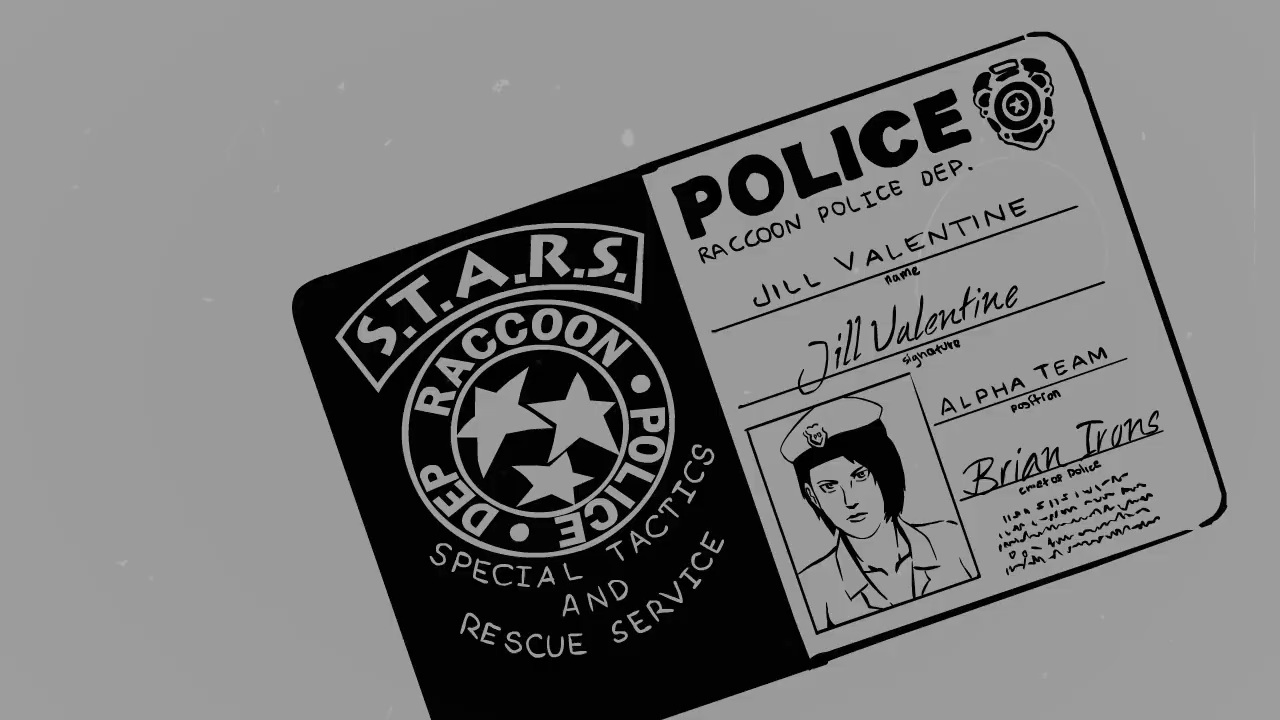 S.T.A.R.S.
RACCOON • POLICE • DEP
SPECIAL TACTICS
AND
RESCUE SERVICE
POLICE
RACCOON POLICE DEP.
JILL VALENTINE
name
Jill Valentine
signature
ALPHA TEAM
position
Brian Irons